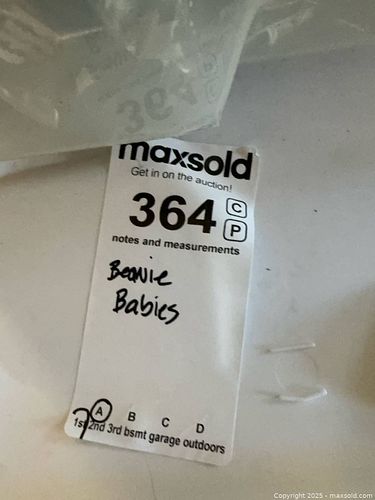 364
maxsold
Get in on the auction!
364 C
P
notes and measurements
Beanie
Babies
A B C D
1st 2nd 3rd bsmt garage outdoors
Copyright 2025 - maxsold.com